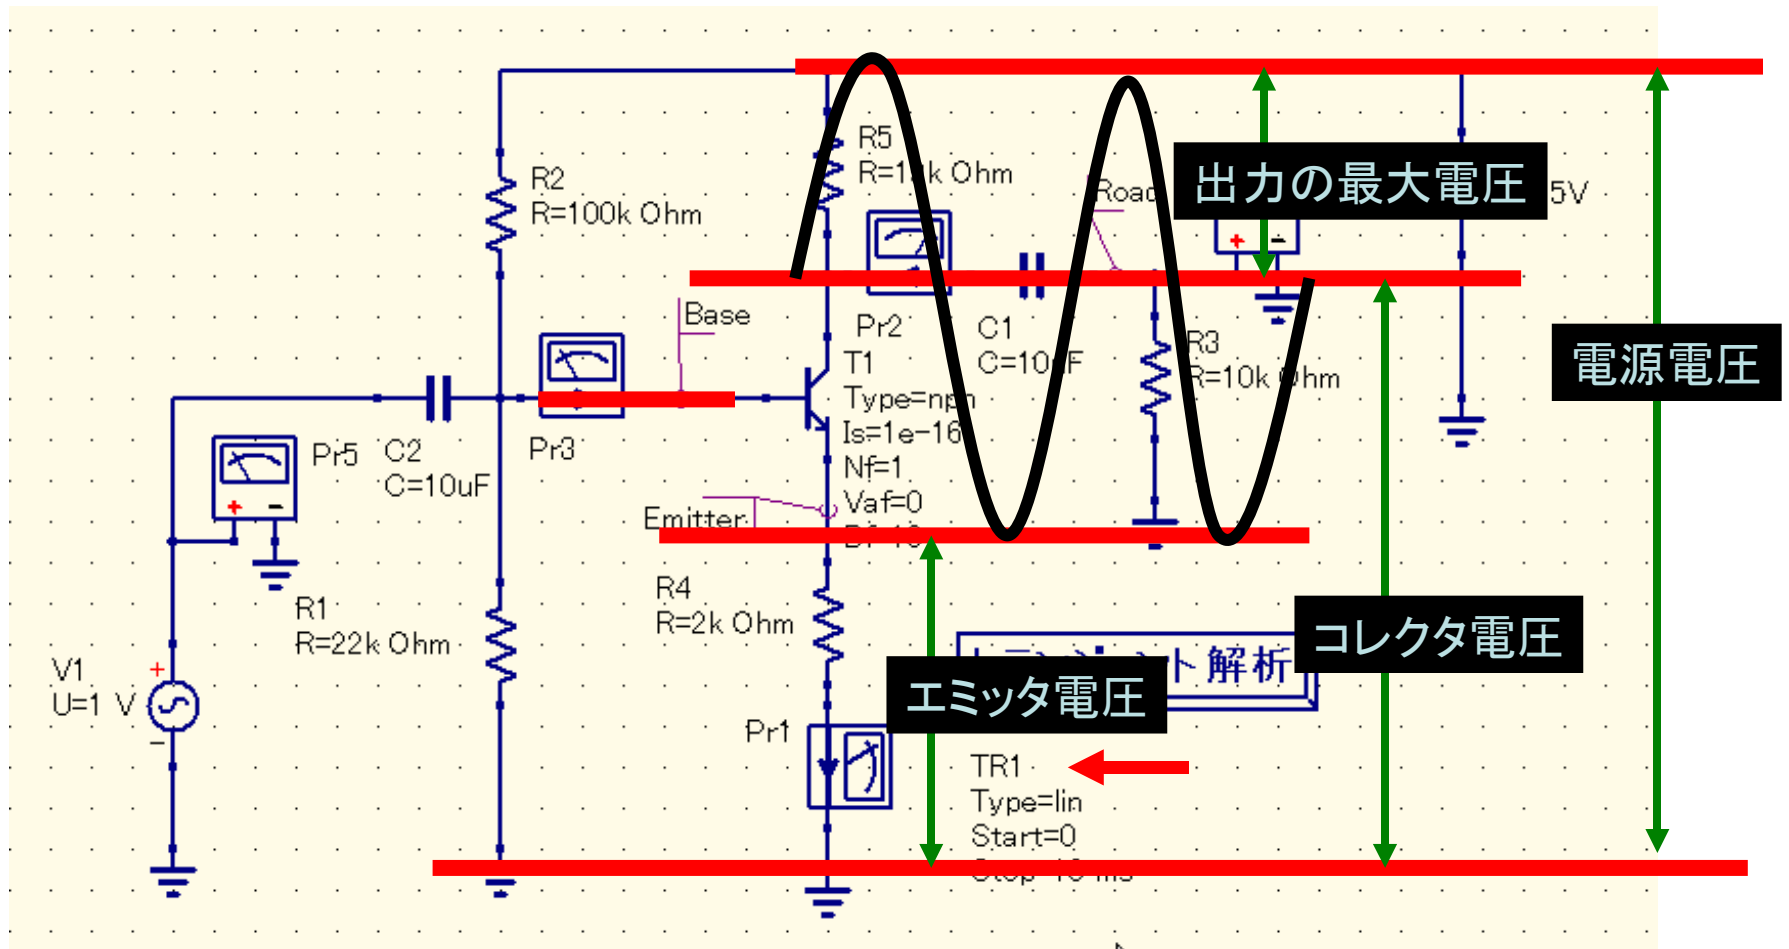 R5
R2
R=100k Ohm
出力の最大電圧
5V
Base
Pr2
C1
R3
T1
電源電圧
Type=npn
Is=1e-16
Pr3
Pr5
C2
C=10uF
Nf=1
Vaf=0
Emitter
R4
R=2k Ohm
R1
R=22k Ohm
コレクタ電圧
解析
エミッタ電圧
V1
U=1 V
Pr1
TR1
Type=lin
Start=0